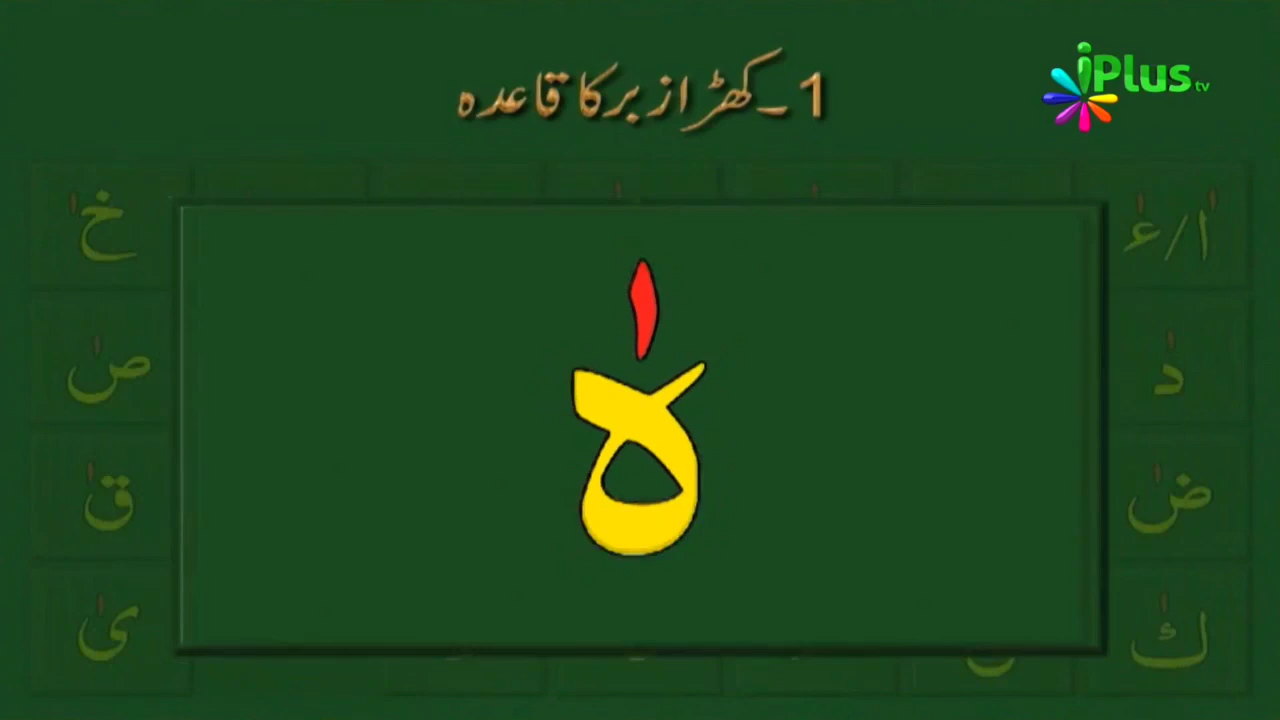 1۔کھڑا زبر کا قاعدہ
iPlus tv
اٰ/ءٰ
خٰ
هٰ
دٰ
صٰ
ضٰ
قٰ
كٰ
ىٰ